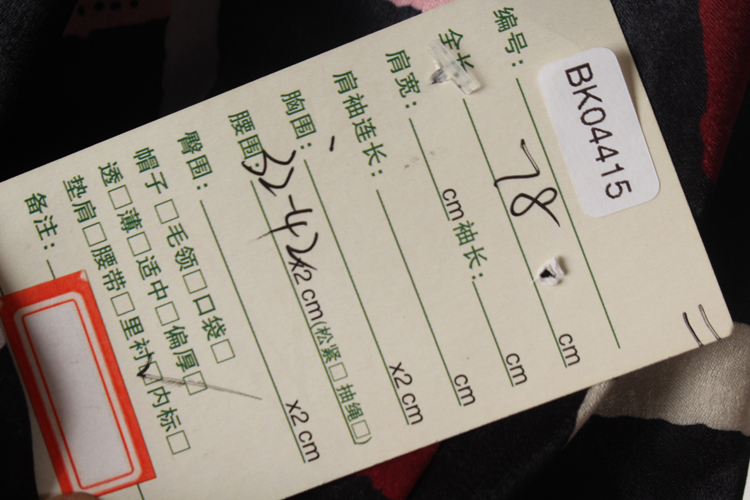 编号: BK04415
全长 78 cm
肩宽: cm 袖长: cm
肩袖连长: cm
胸围: x2 cm
腰围 32-42 x2 cm(松紧□ 抽绳□)
臀围: x2 cm
帽子□ 毛领□ 口袋□
透□ 薄□ 适中□ 偏厚□
垫肩□ 腰带□ 里衬☑ 内标□
备注: